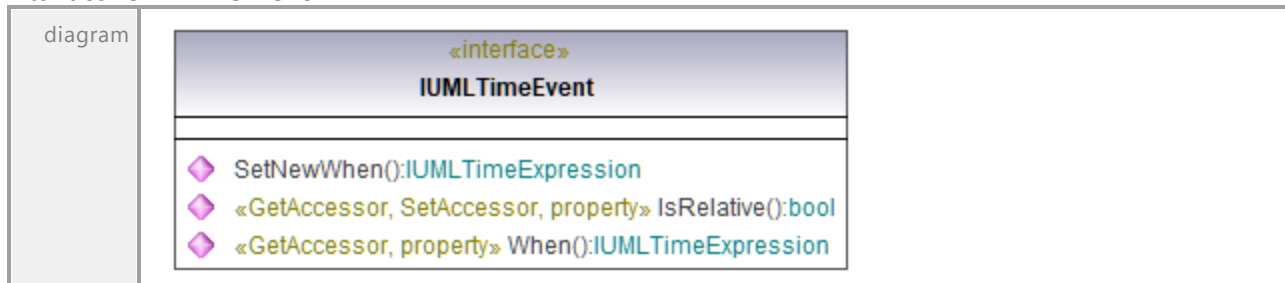 diagram
«interface»
IUMLTimeEvent
SetNewWhen():IUMLTimeExpression
«GetAccessor, SetAccessor, property» IsRelative():bool
«GetAccessor, property» When():IUMLTimeExpression